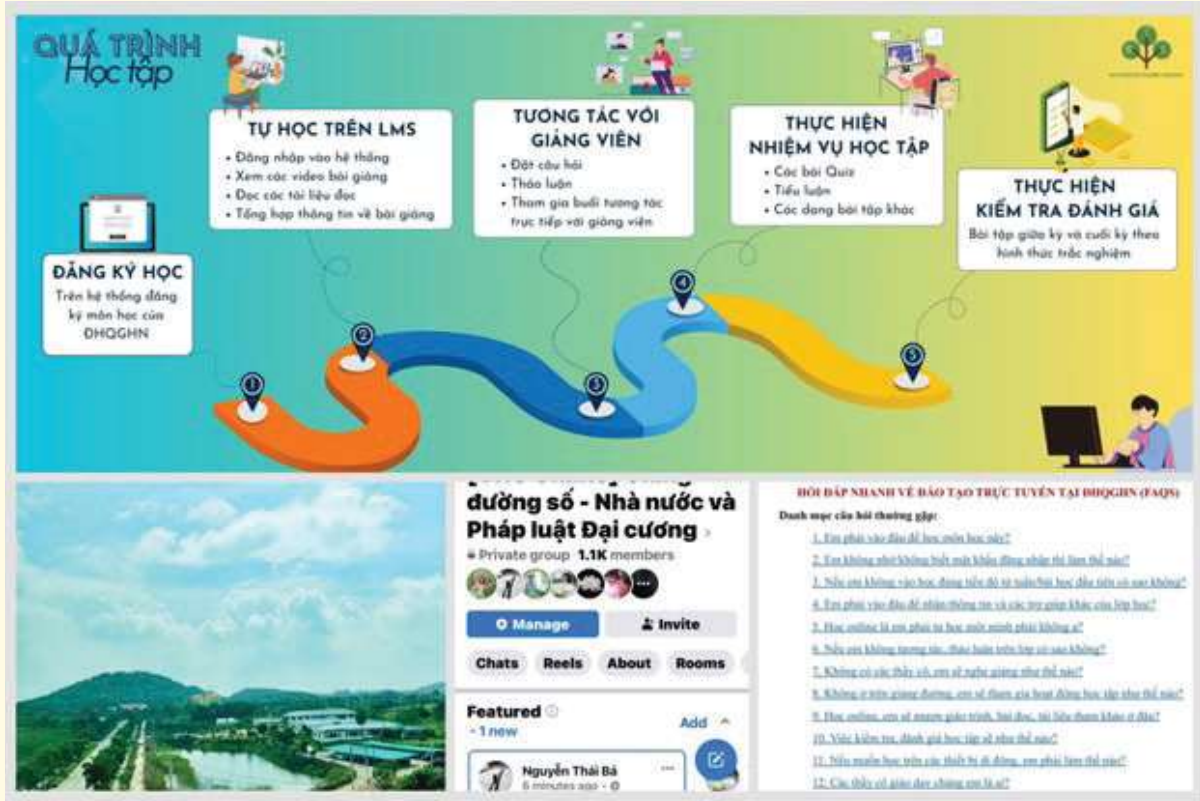 QUÁ TRÌNH
Học tập
TỰ HỌC TRÊN LMS
• Đăng nhập vào hệ thống
• Xem các video bài giảng
• Đọc các tài liệu đọc
• Tổng hợp thông tin về bài giảng
TƯƠNG TÁC VỚI
GIẢNG VIÊN
• Đặt câu hỏi
• Thảo luận
• Tham gia buổi tương tác
trực tiếp với giảng viên
THỰC HIỆN
NHIỆM VỤ HỌC TẬP
• Các bài Quiz
• Tiểu luận
• Các dạng bài tập khác
THỰC HIỆN
KIỂM TRA ĐÁNH GIÁ
Bài tập giữa kỳ và cuối kỳ theo
hình thức trắc nghiệm
ĐĂNG KÝ HỌC
Trên hệ thống đăng
ký môn học của
ĐHQGHN
1
2
3
4
5
đường số - Nhà nước và
Pháp luật Đại cương
Private group 1.1K members
Manage
Invite
Chats
Reels
About
Rooms
Featured
Add
1 new
Nguyễn Thái Bá
6 minutes ago
HỎI ĐÁP NHANH VỀ ĐÀO TẠO TRỰC TUYẾN TẠI ĐHQGHN (FAQS)
Danh mục câu hỏi thường gặp:
1. Em phải vào đâu để học môn học này?
2. Em không nhớ/không biết mật khẩu đăng nhập thì làm thế nào?
3. Nếu em không vào học đúng tiến độ từ tuần/bài học đầu tiên có sao không?
4. Em phải vào đâu để nhận thông tin và các trợ giúp khác của lớp học?
5. Học online là em phải tự học một mình phải không ạ?
6. Nếu em không tương tác, thảo luận trên lớp có sao không?
7. Không có các thầy cô, em sẽ nghe giảng như thế nào?
8. Không ở trên giảng đường, em sẽ tham gia hoạt động học tập như thế nào?
9. Học online, em sẽ mượn giáo trình, bài đọc, tài liệu tham khảo ở đâu?
10. Việc kiểm tra, đánh giá học tập sẽ như thế nào?
11. Nếu muốn học trên các thiết bị di động, em phải làm thế nào?
12. Các thầy cô giáo dạy chúng em là ai?